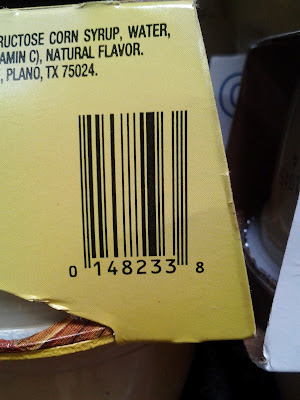 RUCTOSE CORN SYRUP, WATER,
AMIN C), NATURAL FLAVOR.
, PLANO, TX 75024.
0 148233 8